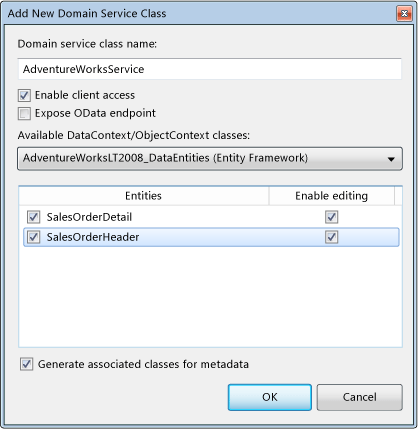 Add New Domain Service Class
Domain service class name:
AdventureWorksService
Enable client access
Expose OData endpoint
Available DataContext/ObjectContext classes:
AdventureWorksLT2008_DataEntities (Entity Framework)
Entities Enable editing
SalesOrderDetail
SalesOrderHeader
Generate associated classes for metadata
OK Cancel